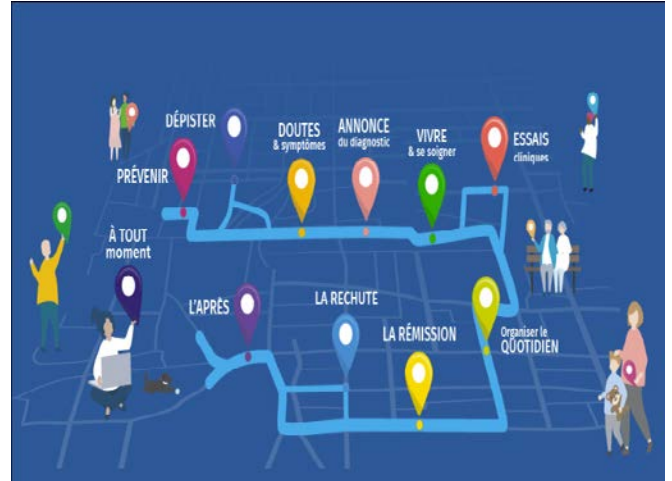 DÉPISTER
DOUTES
& symptômes
ANNONCE
du diagnostic
VIVRE
& se soigner
ESSAIS
cliniques
PRÉVENIR
À TOUT
moment
L'APRÈS
LA RECHUTE
LA RÉMISSION
Organiser le
QUOTIDIEN